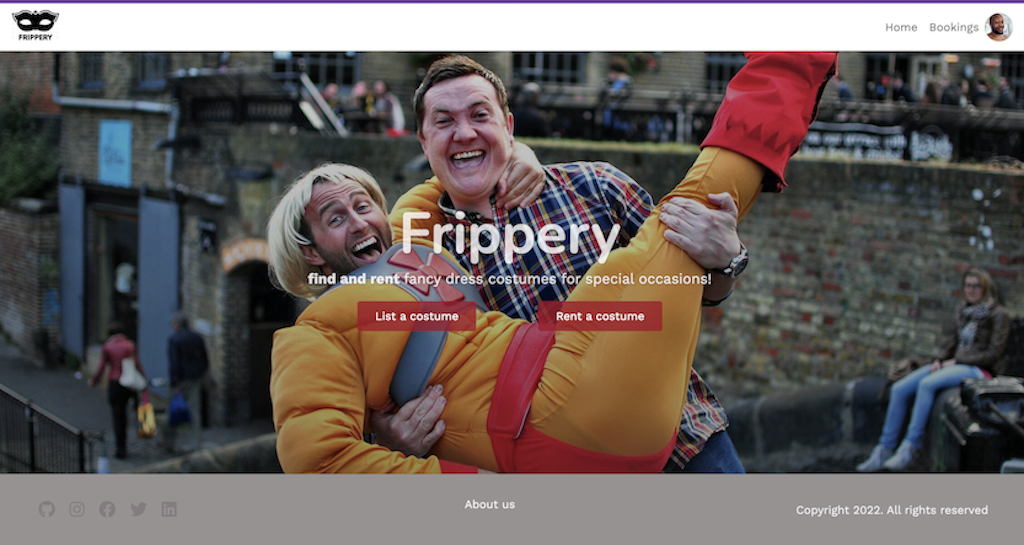 FRIPPERY
Home Bookings
Frippery
find and rent fancy dress costumes for special occasions!
List a costume Rent a costume
About us
Copyright 2022. All rights reserved